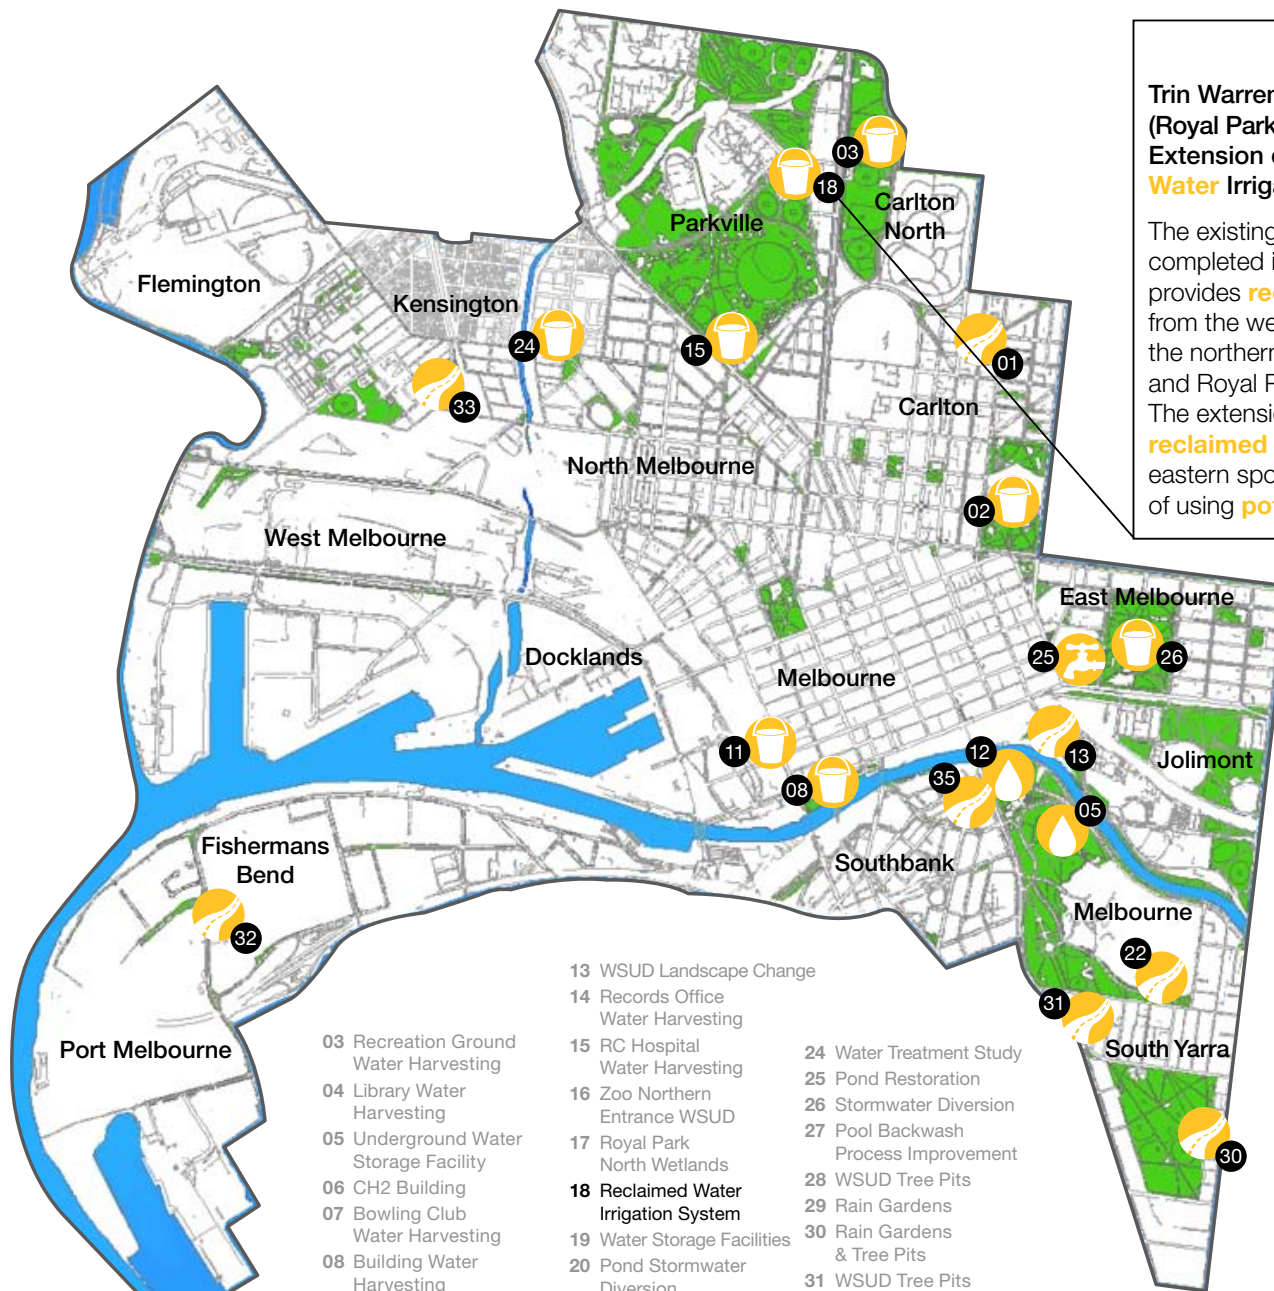 Trin Warren
(Royal Park
Extension
Water Irriga
The existing
completed i
provides re
from the we
the northern
and Royal P
The extensi
reclaimed
eastern spo
of using po
03
18
Carlton
North
Parkville
Flemington
Kensington
24
15
01
33
Carlton
North Melbourne
02
West Melbourne
East Melbourne
25
26
Docklands
Melbourne
11
12
13
Jolimont
35
08
05
Southbank
Fishermans
Bend
32
Melbourne
22
31
Port Melbourne
South Yarra
30
03 Recreation Ground
Water Harvesting
04 Library Water
Harvesting
05 Underground Water
Storage Facility
06 CH2 Building
07 Bowling Club
Water Harvesting
08 Building Water
Harvesting
13 WSUD Landscape Change
14 Records Office
Water Harvesting
15 RC Hospital
Water Harvesting
16 Zoo Northern
Entrance WSUD
17 Royal Park
North Wetlands
18 Reclaimed Water
Irrigation System
19 Water Storage Facilities
20 Pond Stormwater
Diversion
24 Water Treatment Study
25 Pond Restoration
26 Stormwater Diversion
27 Pool Backwash
Process Improvement
28 WSUD Tree Pits
29 Rain Gardens
30 Rain Gardens
& Tree Pits
31 WSUD Tree Pits